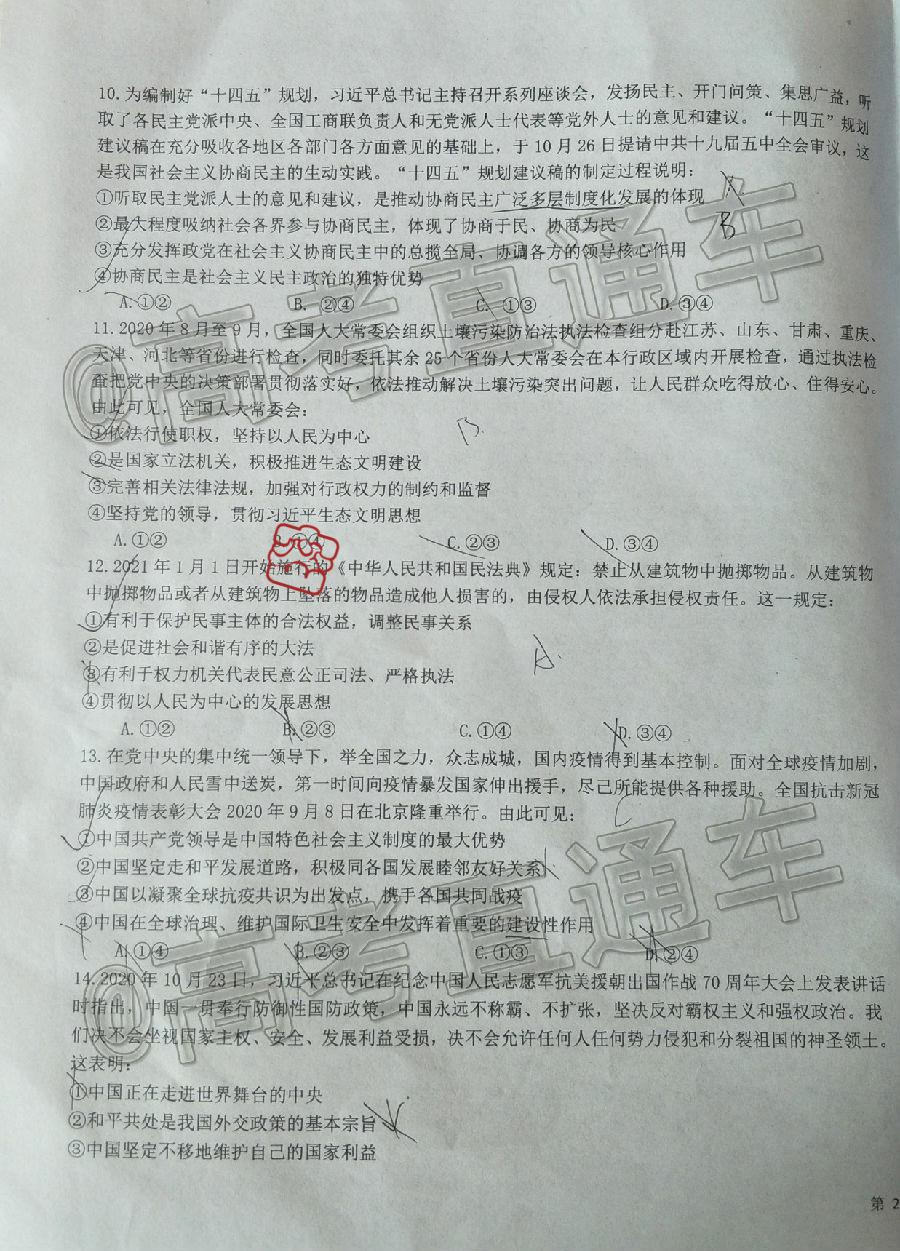 10. 为编制好“十四五”规划，习近平总书记主持召开系列座谈会，发扬民主、开门问策、集思广益，听
取了各民主党派中央、全国工商联负责人和无党派人士代表等党外人士的意见和建议。“十四五”规划
建议稿在充分吸收各地区各部门各方面意见的基础上，于 10 月 26 日提请中共十九届五中全会审议，这
是我国社会主义协商民主的生动实践。“十四五”规划建议稿的制定过程说明：
①听取民主党派人士的意见和建议，是推动协商民主广泛多层制度化发展的体现
②最大程度吸纳社会各界参与协商民主，体现了协商于民、协商为民
B
③充分发挥政党在社会主义协商民主中的总揽全局、协调各方的领导核心作用
④协商民主是社会主义民主政治的独特优势
A. ①② B. ②④ C. ①③ D. ③④
11. 2020 年 8 月至 9 月，全国人大常委会组织土壤污染防治法执法检查组分赴江苏、山东、甘肃、重庆、
天津、河北等省份进行检查，同时委托其余 25 个省份人大常委会在本行政区域内开展检查，通过执法检
查把党中央的决策部署贯彻落实好，依法推动解决土壤污染突出问题，让人民群众吃得放心、住得安心。
由此可见，全国人大常委会：
①依法行使职权，坚持以人民为中心
B.
②是国家立法机关，积极推进生态文明建设
③完善相关法律法规，加强对行政权力的制约和监督
④坚持党的领导，贯彻习近平生态文明思想
A. ①② B. ①④ C. ②③ D. ③④
12. 2021 年 1 月 1 日开始施行的《中华人民共和国民法典》规定：禁止从建筑物中抛掷物品。从建筑物
中抛掷物品或者从建筑物上坠落的物品造成他人损害的，由侵权人依法承担侵权责任。这一规定：
①有利于保护民事主体的合法权益，调整民事关系
②是促进社会和谐有序的大法
A.
③有利于权力机关代表民意公正司法、严格执法
④贯彻以人民为中心的发展思想
A. ①② B. ②③ C. ①④ D. ③④
13. 在党中央的集中统一领导下，举全国之力，众志成城，国内疫情得到基本控制。面对全球疫情加剧，
中国政府和人民雪中送炭，第一时间向疫情暴发国家伸出援手，尽己所能提供各种援助。全国抗击新冠
肺炎疫情表彰大会 2020 年 9 月 8 日在北京隆重举行。由此可见：
C
①中国共产党领导是中国特色社会主义制度的最大优势
②中国坚定走和平发展道路，积极同各国发展睦邻友好关系
③中国以凝聚全球抗疫共识为出发点，携手各国共同战疫
④中国在全球治理、维护国际卫生安全中发挥着重要的建设性作用
A. ①④ B. ②③ C. ①③ D. ②④
14. 2020 年 10 月 23 日，习近平总书记在纪念中国人民志愿军抗美援朝出国作战 70 周年大会上发表讲话
时指出，中国一贯奉行防御性国防政策，中国永远不称霸、不扩张，坚决反对霸权主义和强权政治。我
们决不会坐视国家主权、安全、发展利益受损，决不会允许任何人任何势力侵犯和分裂祖国的神圣领土。
这表明：
①中国正在走进世界舞台的中央
②和平共处是我国外交政策的基本宗旨
③中国坚定不移地维护自己的国家利益
第 2
@高考直通车
@高考直通车